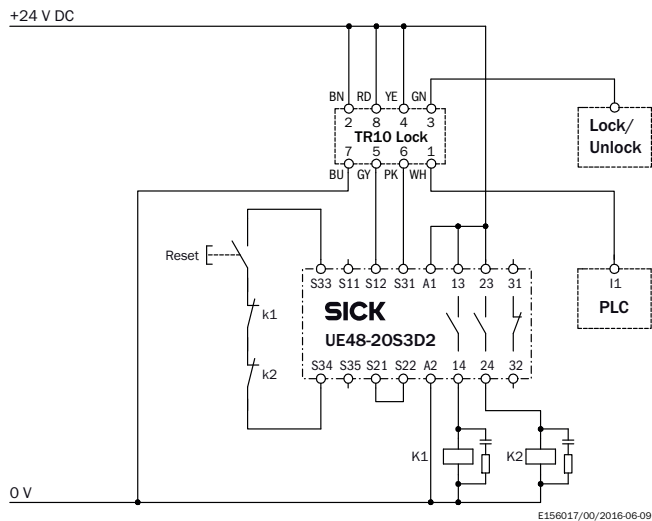 +24 V DC
BN RD YE GN
2 8 4 3
TR10 Lock
7 5 6 1
BU GY PK WH
Lock/
Unlock
Reset
k1
k2
S33 S11 S12 S31 A1 13 23 31
SICK
UE48-20S3D2
S34 S35 S21 S22 A2 14 24 32
I1
PLC
K1
K2
0 V
E156017/00/2016-06-09